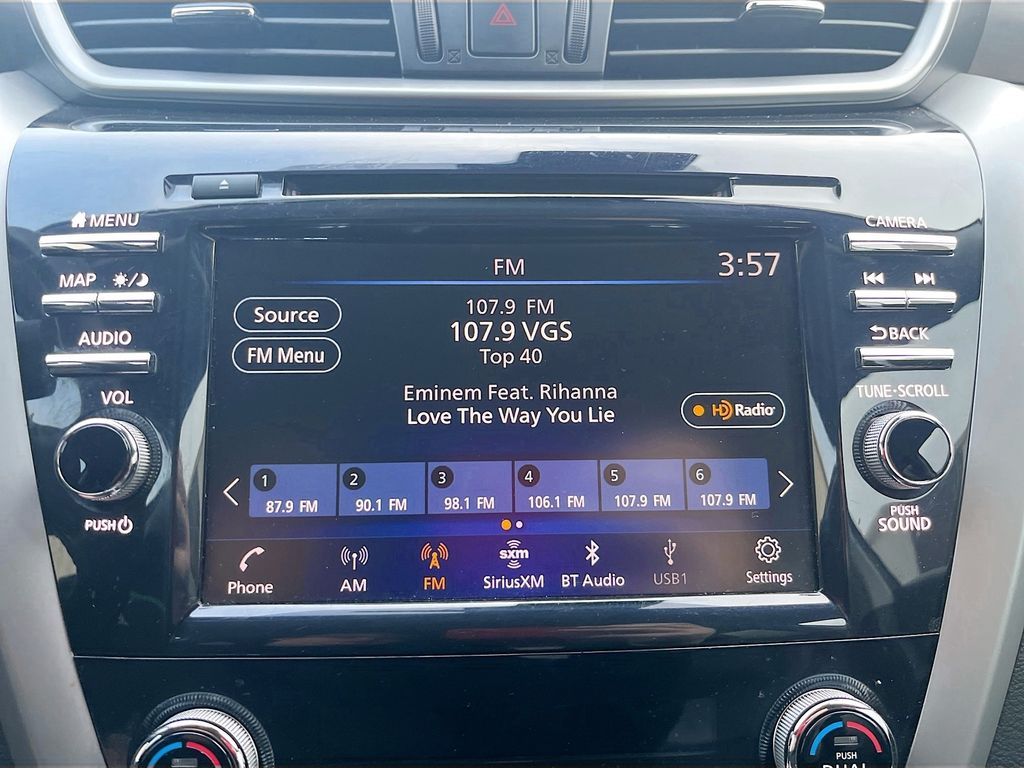 MENU
CAMERA
MAP
AUDIO
BACK
VOL
TUNE·SCROLL
PUSH
PUSH
SOUND
FM
3:57
Source
107.9 FM
107.9 VGS
FM Menu
Top 40
Eminem Feat. Rihanna
Love The Way You Lie
HD Radio
1
2
3
4
5
6
87.9 FM
90.1 FM
98.1 FM
106.1 FM
107.9 FM
107.9 FM
sxm
Phone
AM
FM
SiriusXM
BT Audio
USB1
Settings
PUSH
DUAL